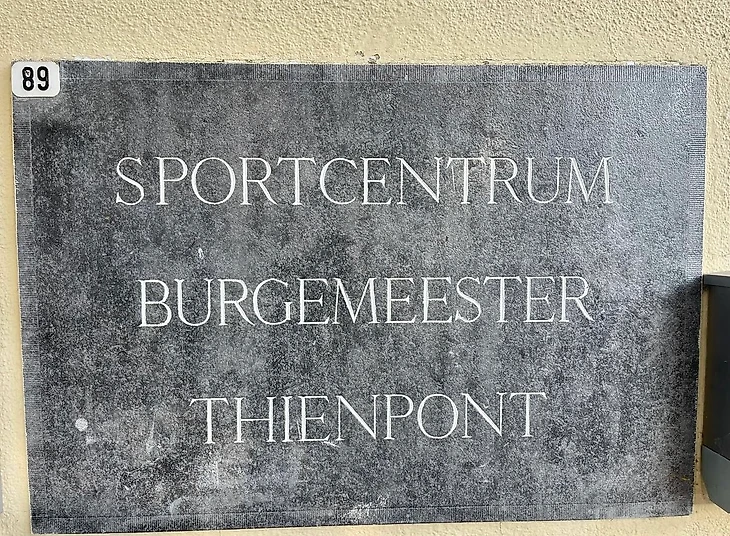 89
SPORTCENTRUM
BURGEMEESTER
THIENPONT